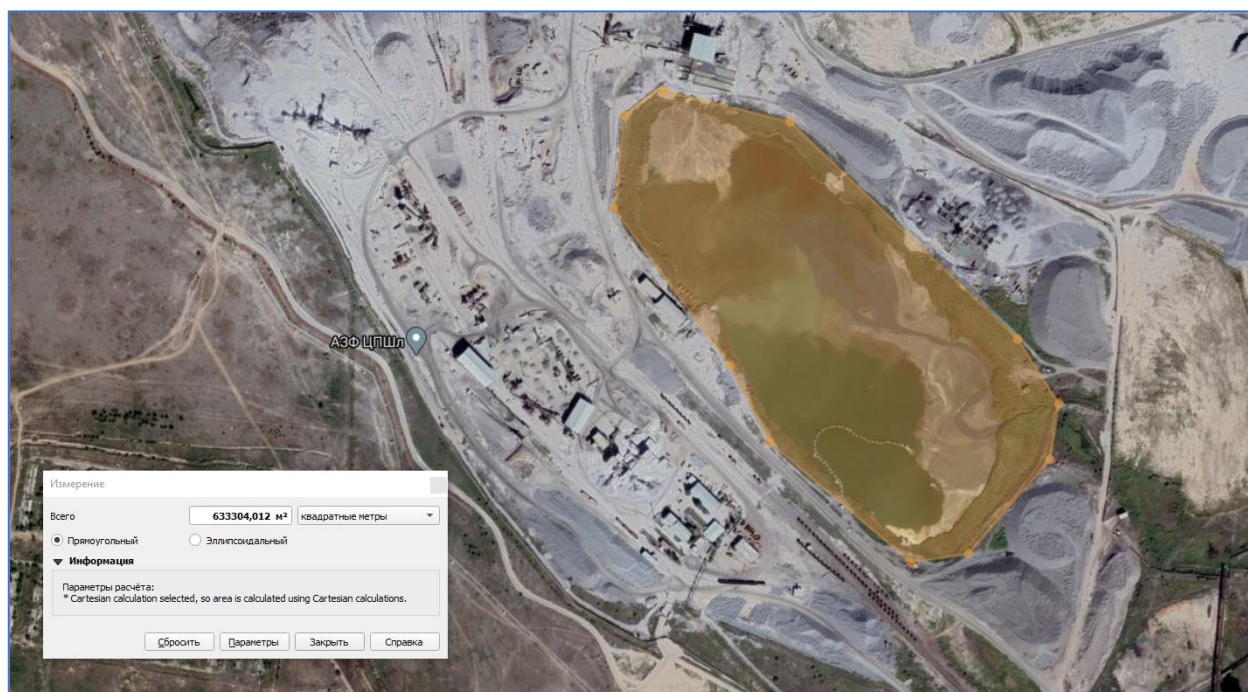 АЗФ ЦПШл
Измерение
Всего 633304,012 м² квадратные метры
Прямоугольный Эллипсоидальный
Информация
Параметры расчёта:
* Cartesian calculation selected, so area is calculated using Cartesian calculations.
Сбросить Параметры Закрыть Справка